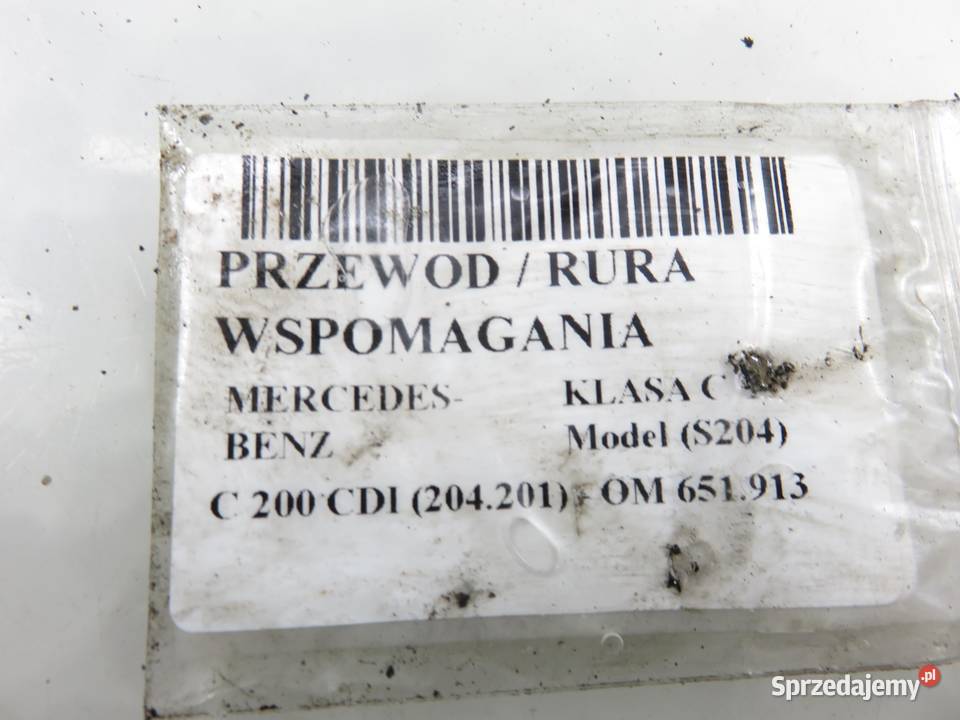 PRZEWOD / RURA
WSPOMAGANIA
MERCEDES- KLASA C
BENZ Model (S204)
C 200 CDI (204.201) - OM 651.913
Sprzedajemy.pl